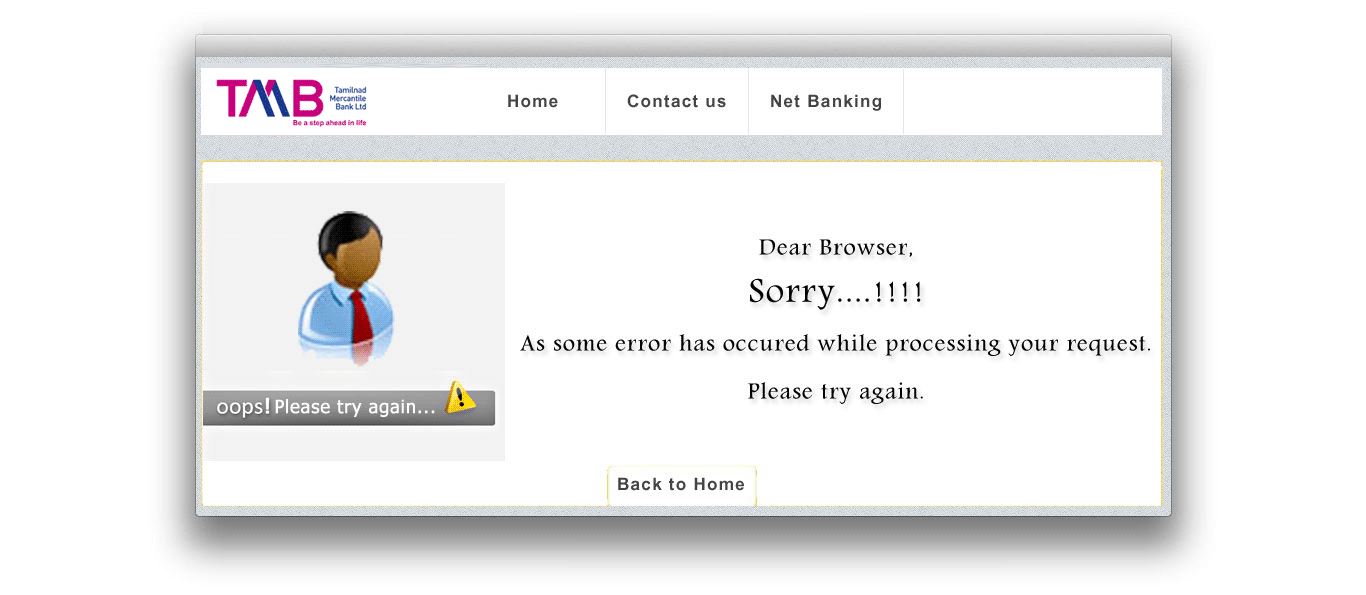 TMB
Tamilnad
Mercantile
Bank Ltd
Be a step ahead in life
Home
Contact us
Net Banking
Dear Browser,
Sorry....!!!!
As some error has occured while processing your request.
Please try again.
oops! Please try again...
Back to Home